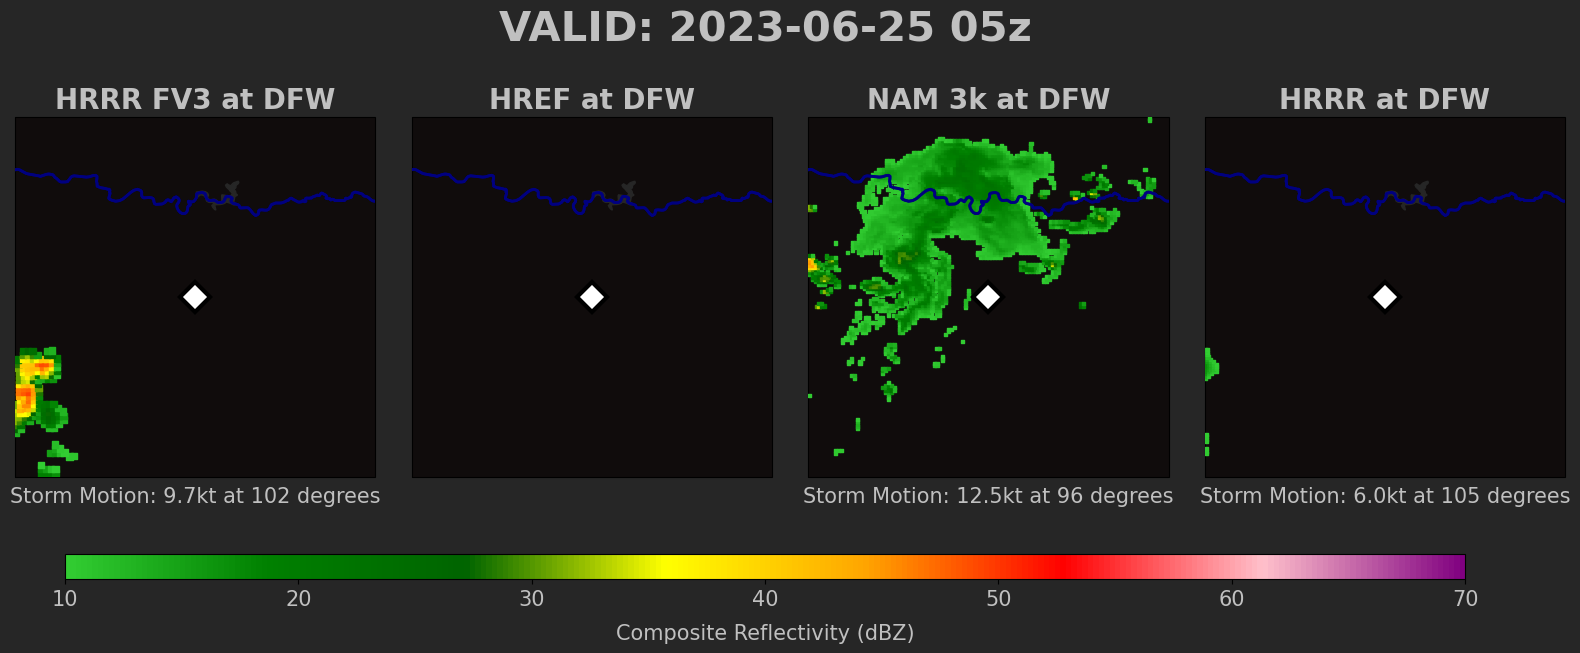 VALID: 2023-06-25 05z
HRRR FV3 at DFW
HREF at DFW
NAM 3k at DFW
HRRR at DFW
Storm Motion: 9.7kt at 102 degrees
Storm Motion: 12.5kt at 96 degrees
Storm Motion: 6.0kt at 105 degrees
10 20 30 40 50 60 70
Composite Reflectivity (dBZ)